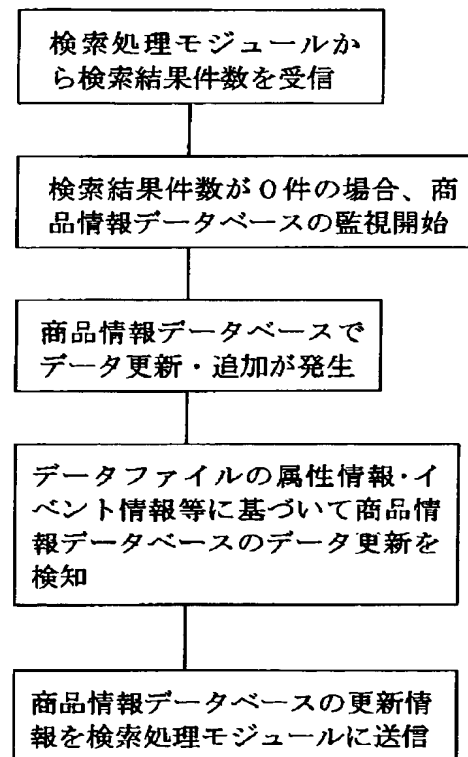 検索処理モジュールか
ら検索結果件数を受信
検索結果件数が０件の場合、商
品情報データベースの監視開始
商品情報データベースで
データ更新・追加が発生
データファイルの属性情報・イ
ベント情報等に基づいて商品情
報データベースのデータ更新を
検知
商品情報データベースの更新情
報を検索処理モジュールに送信